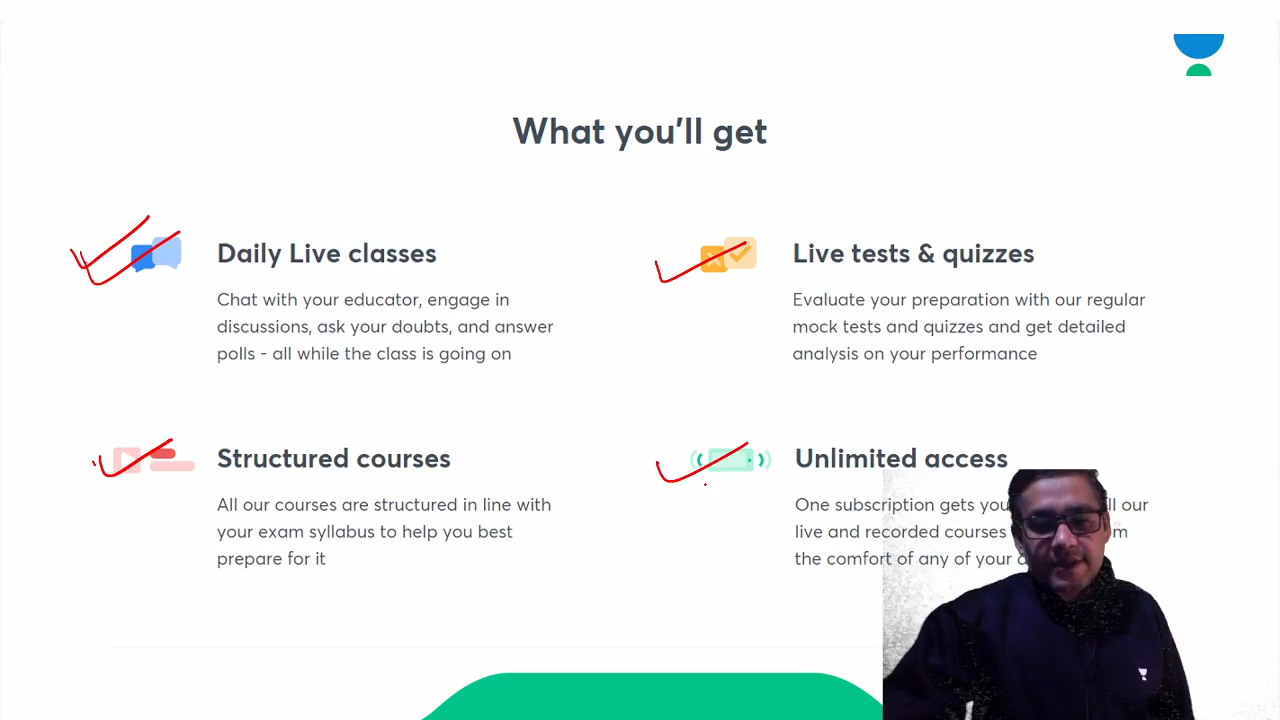 What you'll get
Daily Live classes
Chat with your educator, engage in
discussions, ask your doubts, and answer
polls - all while the class is going on
Live tests & quizzes
Evaluate your preparation with our regular
mock tests and quizzes and get detailed
analysis on your performance
Structured courses
All our courses are structured in line with
your exam syllabus to help you best
prepare for it
Unlimited access
One subscription gets you our
live and recorded courses
the comfort of any of your